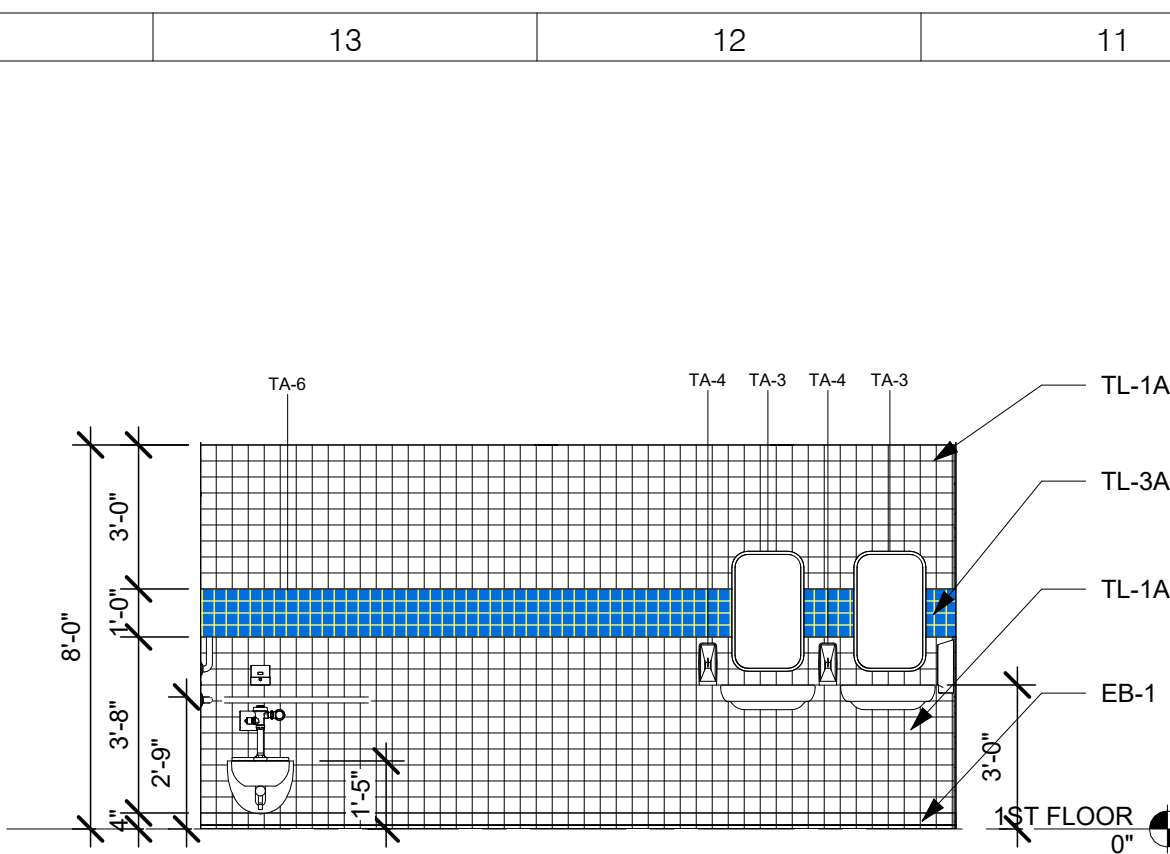 13
12
11
TA-6
TA-4
TA-3
TA-4
TA-3
TL-1A
TL-3A
TL-1A
EB-1
8'-0"
3'-0"
1'-0"
3'-8"
4"
2'-9"
1'-5"
3'-0"
1ST FLOOR
0"